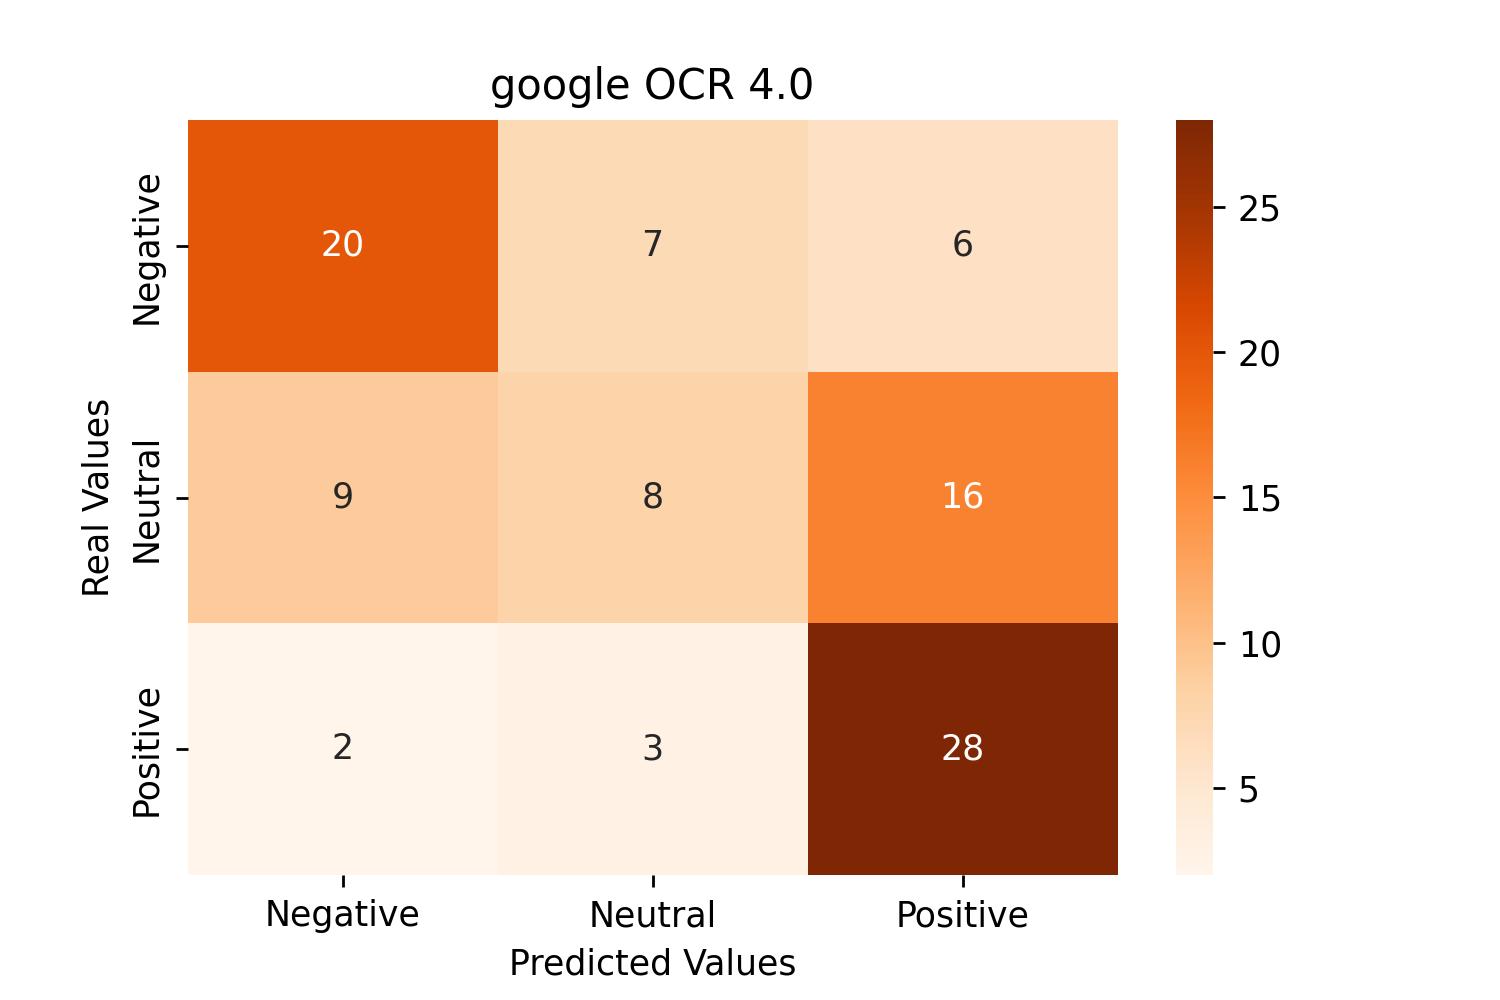 google OCR 4.0
Real Values
Negative
20 7 6
Neutral
9 8 16
Positive
2 3 28
Negative Neutral Positive
Predicted Values
25
20
15
10
5